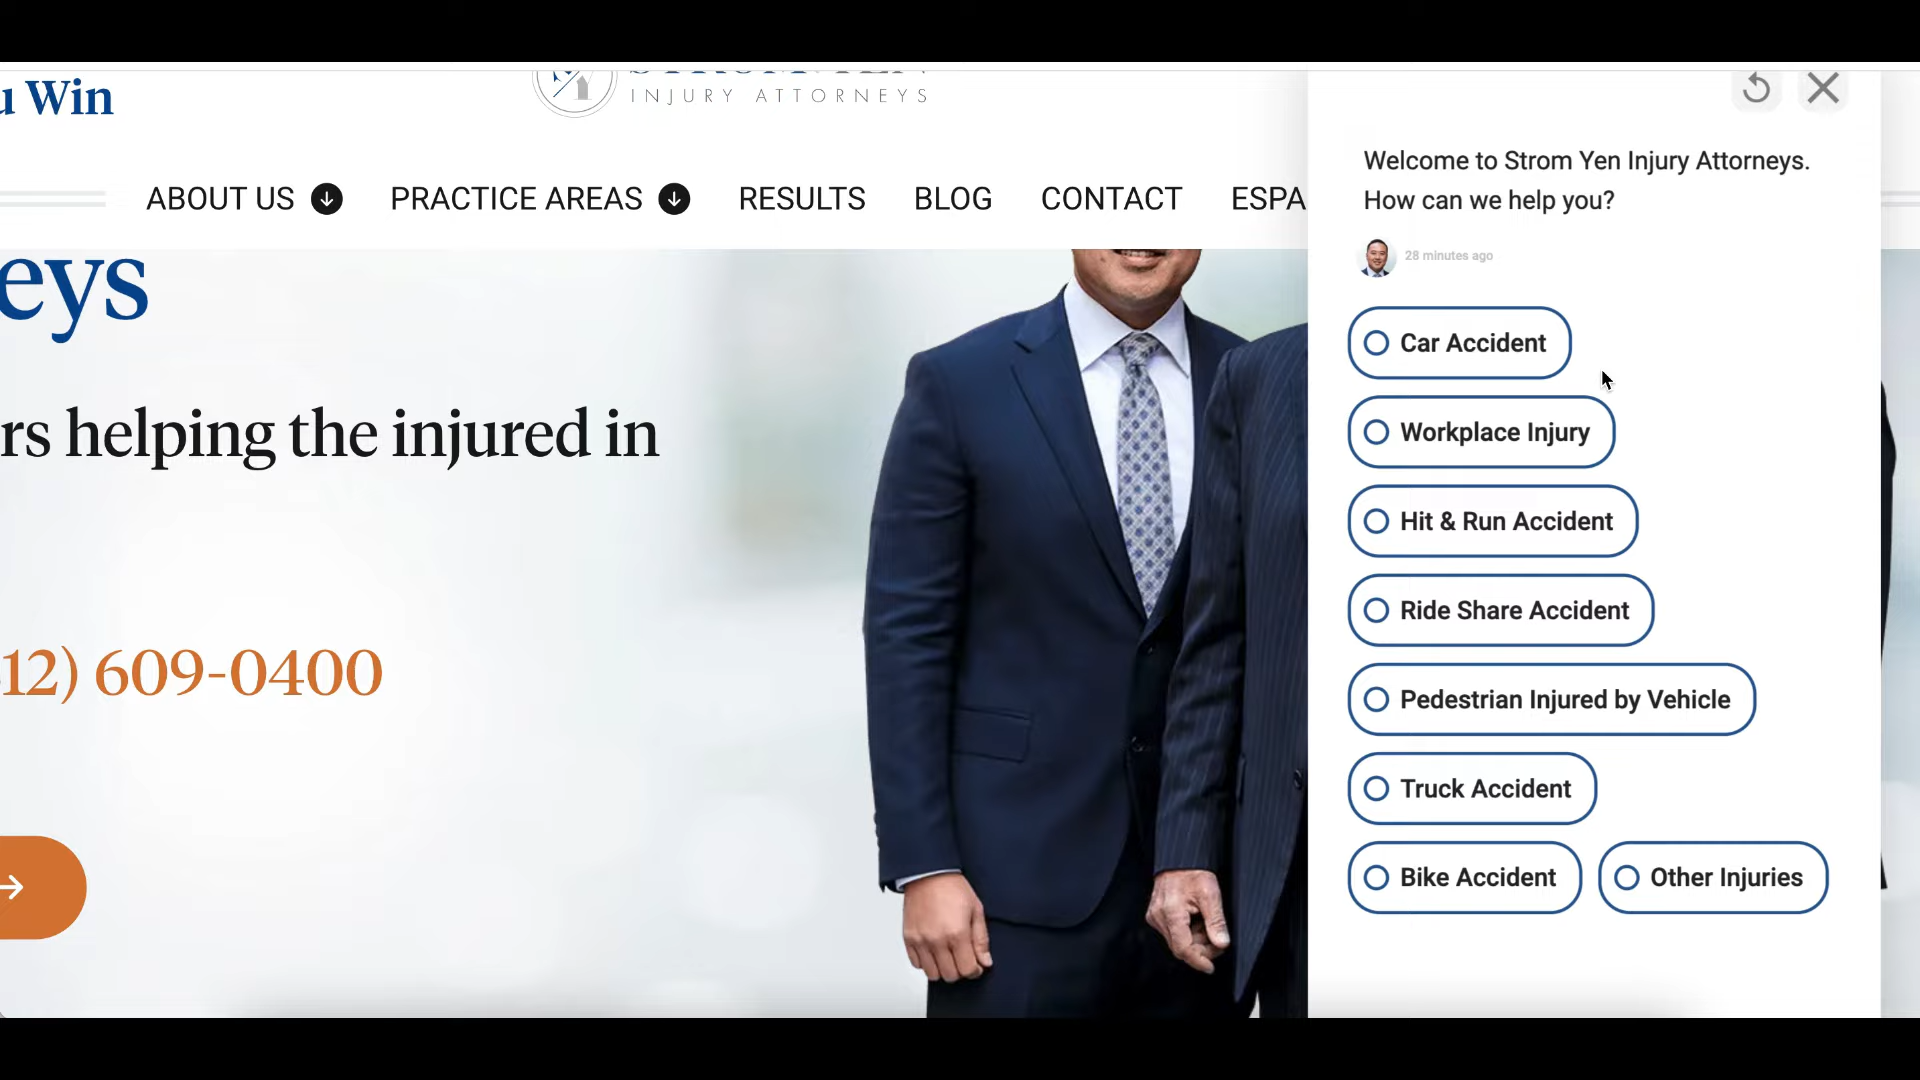 u Win
INJURY ATTORNEYS
ABOUT US
PRACTICE AREAS
RESULTS
BLOG
CONTACT
ESPA
eys
rs helping the injured in
12) 609-0400
Welcome to Strom Yen Injury Attorneys.
How can we help you?
28 minutes ago
Car Accident
Workplace Injury
Hit & Run Accident
Ride Share Accident
Pedestrian Injured by Vehicle
Truck Accident
Bike Accident
Other Injuries